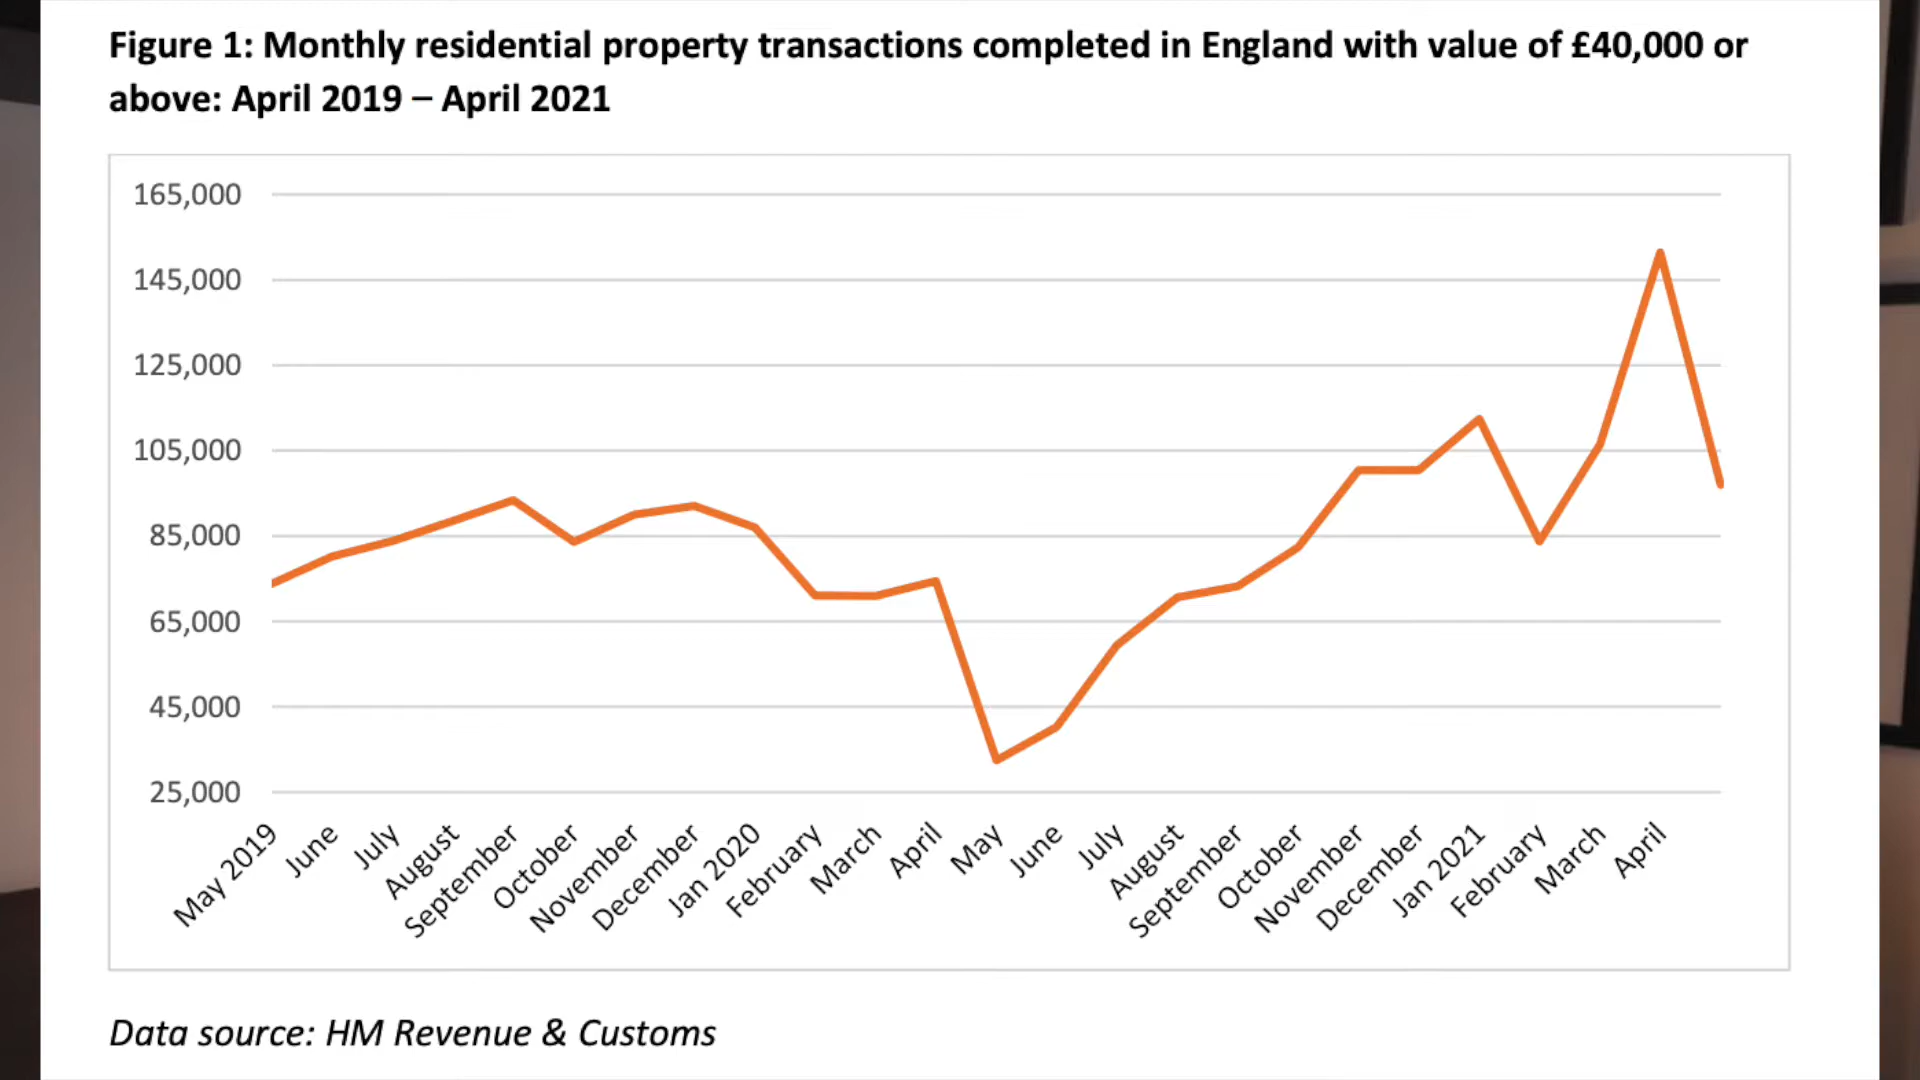 Figure 1: Monthly residential property transactions completed in England with value of £40,000 or
above: April 2019 – April 2021
165,000
145,000
125,000
105,000
85,000
65,000
45,000
25,000
May 2019
June
July
August
September
October
November
December
Jan 2020
February
March
April
May
June
July
August
September
October
November
December
Jan 2021
February
March
April
Data source: HM Revenue & Customs